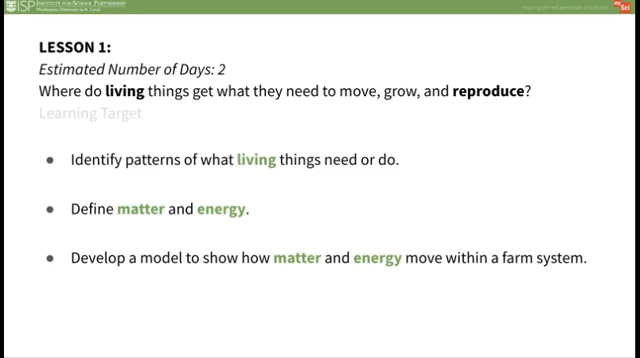 ISP INSTITUTE FOR SCHOOL PARTNERSHIP
Washington University in St. Louis
my
Sci
LESSON 1:
Estimated Number of Days: 2
Where do living things get what they need to move, grow, and reproduce?
Learning Target
● Identify patterns of what living things need or do.
● Define matter and energy.
● Develop a model to show how matter and energy move within a farm system.